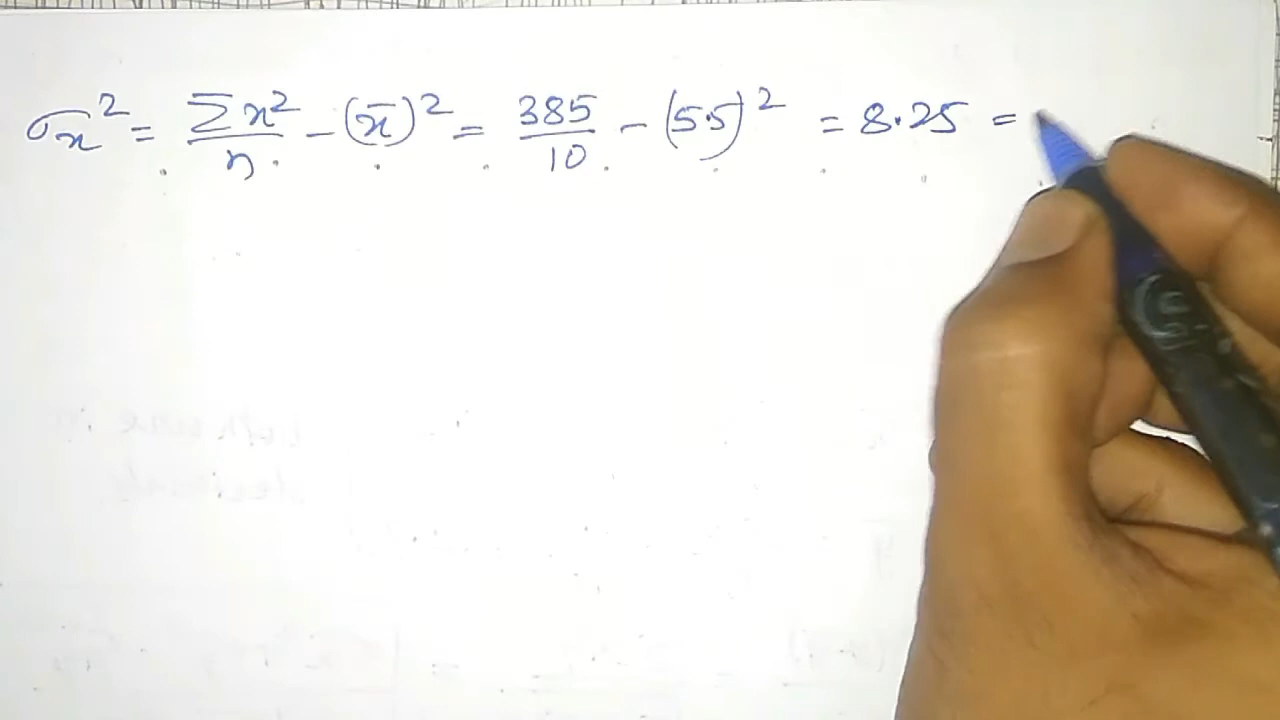 σx² = Σx²/n - (x̄)² = 385/10 - (5.5)² = 8.25 =